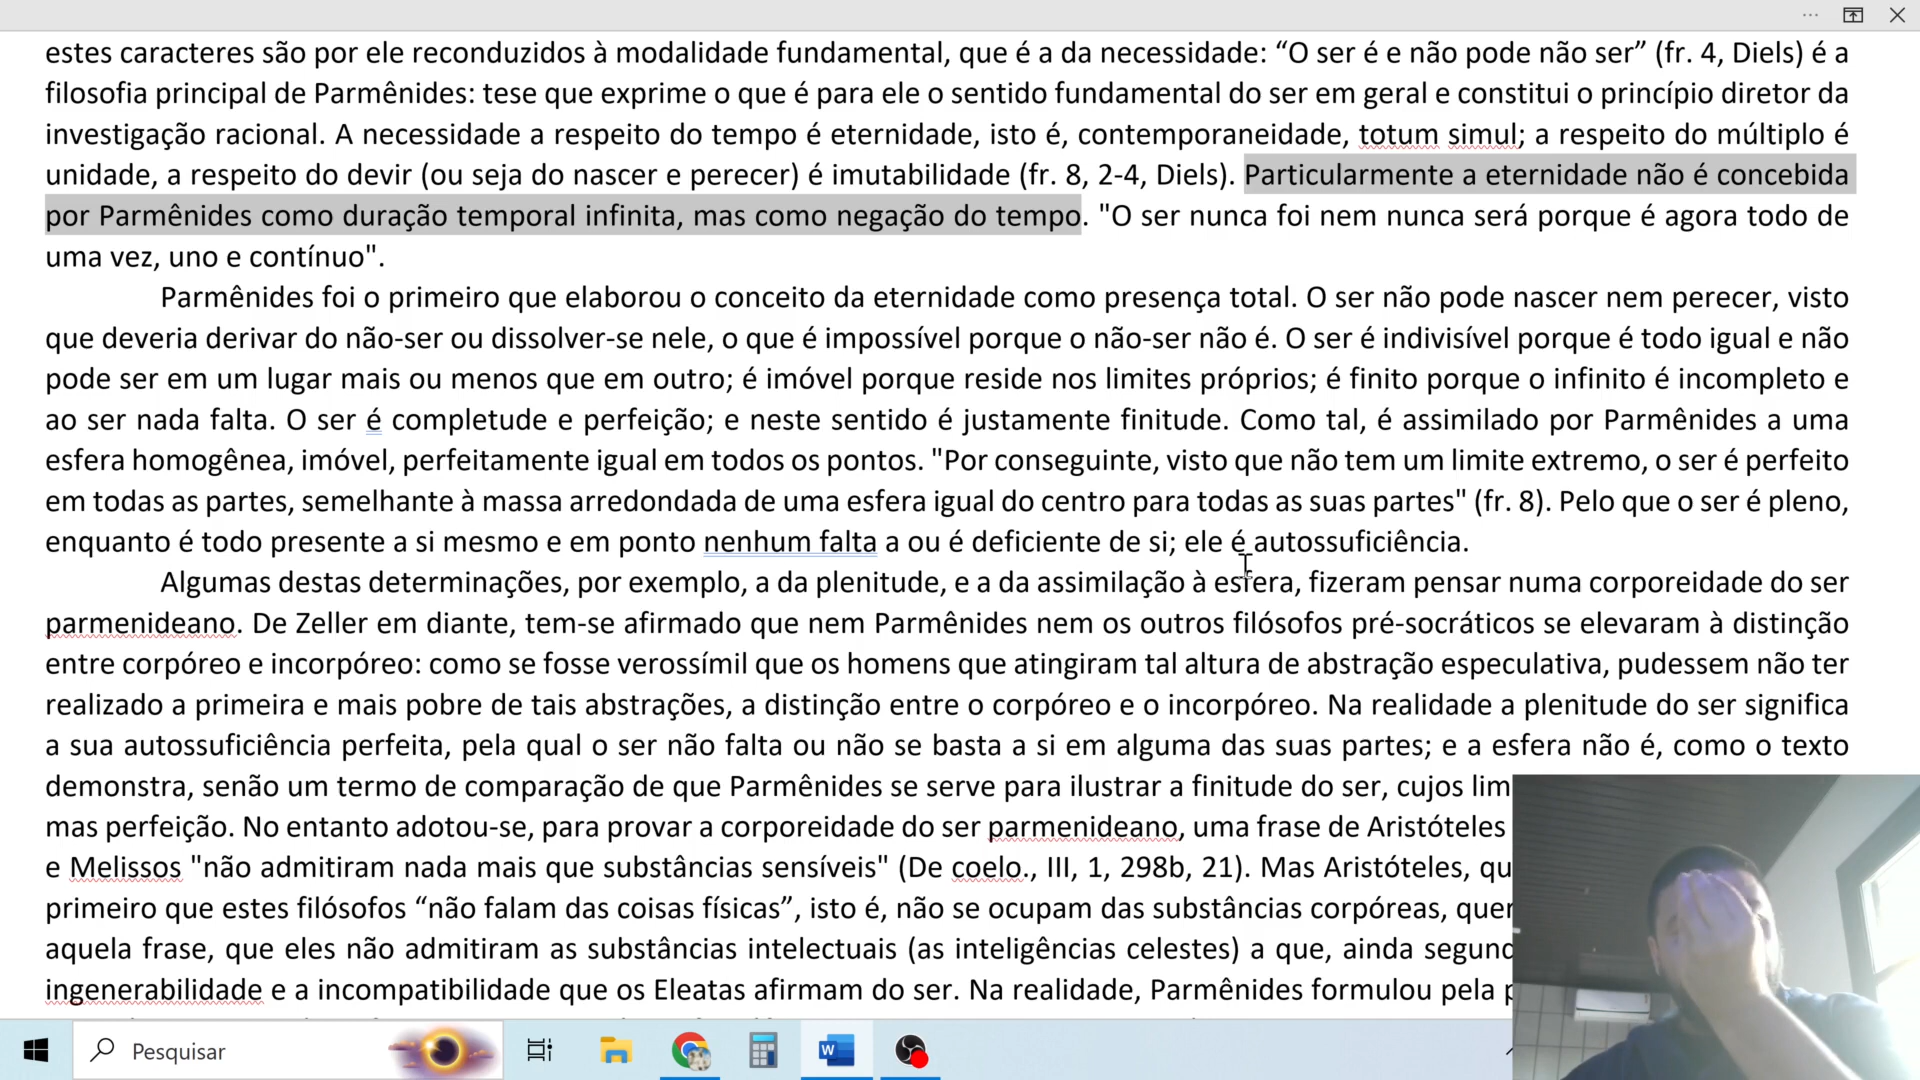 estes caracteres são por ele reconduzidos à modalidade fundamental, que é a da necessidade: “O ser é e não pode não ser” (fr. 4, Diels) é a
filosofia principal de Parmênides: tese que exprime o que é para ele o sentido fundamental do ser em geral e constitui o princípio diretor da
investigação racional. A necessidade a respeito do tempo é eternidade, isto é, contemporaneidade, totum simul; a respeito do múltiplo é
unidade, a respeito do devir (ou seja do nascer e perecer) é imutabilidade (fr. 8, 2-4, Diels). Particularmente a eternidade não é concebida
por Parmênides como duração temporal infinita, mas como negação do tempo. "O ser nunca foi nem nunca será porque é agora todo de
uma vez, uno e contínuo".
Parmênides foi o primeiro que elaborou o conceito da eternidade como presença total. O ser não pode nascer nem perecer, visto
que deveria derivar do não-ser ou dissolver-se nele, o que é impossível porque o não-ser não é. O ser é indivisível porque é todo igual e não
pode ser em um lugar mais ou menos que em outro; é imóvel porque reside nos limites próprios; é finito porque o infinito é incompleto e
ao ser nada falta. O ser é completude e perfeição; e neste sentido é justamente finitude. Como tal, é assimilado por Parmênides a uma
esfera homogênea, imóvel, perfeitamente igual em todos os pontos. "Por conseguinte, visto que não tem um limite extremo, o ser é perfeito
em todas as partes, semelhante à massa arredondada de uma esfera igual do centro para todas as suas partes" (fr. 8). Pelo que o ser é pleno,
enquanto é todo presente a si mesmo e em ponto nenhum falta a ou é deficiente de si; ele é autossuficiência.
Algumas destas determinações, por exemplo, a da plenitude, e a da assimilação à esfera, fizeram pensar numa corporeidade do ser
parmenideano. De Zeller em diante, tem-se afirmado que nem Parmênides nem os outros filósofos pré-socráticos se elevaram à distinção
entre corpóreo e incorpóreo: como se fosse verossímil que os homens que atingiram tal altura de abstração especulativa, pudessem não ter
realizado a primeira e mais pobre de tais abstrações, a distinção entre o corpóreo e o incorpóreo. Na realidade a plenitude do ser significa
a sua autossuficiência perfeita, pela qual o ser não falta ou não se basta a si em alguma das suas partes; e a esfera não é, como o texto
demonstra, senão um termo de comparação de que Parmênides se serve para ilustrar a finitude do ser, cujos lim
mas perfeição. No entanto adotou-se, para provar a corporeidade do ser parmenideano, uma frase de Aristóteles
e Melissos "não admitiram nada mais que substâncias sensíveis" (De coelo., III, 1, 298b, 21). Mas Aristóteles, qu
primeiro que estes filósofos “não falam das coisas físicas”, isto é, não se ocupam das substâncias corpóreas, quer
aquela frase, que eles não admitiram as substâncias intelectuais (as inteligências celestes) a que, ainda segund
ingenerabilidade e a incompatibilidade que os Eleatas afirmam do ser. Na realidade, Parmênides formulou pela p
Pesquisar